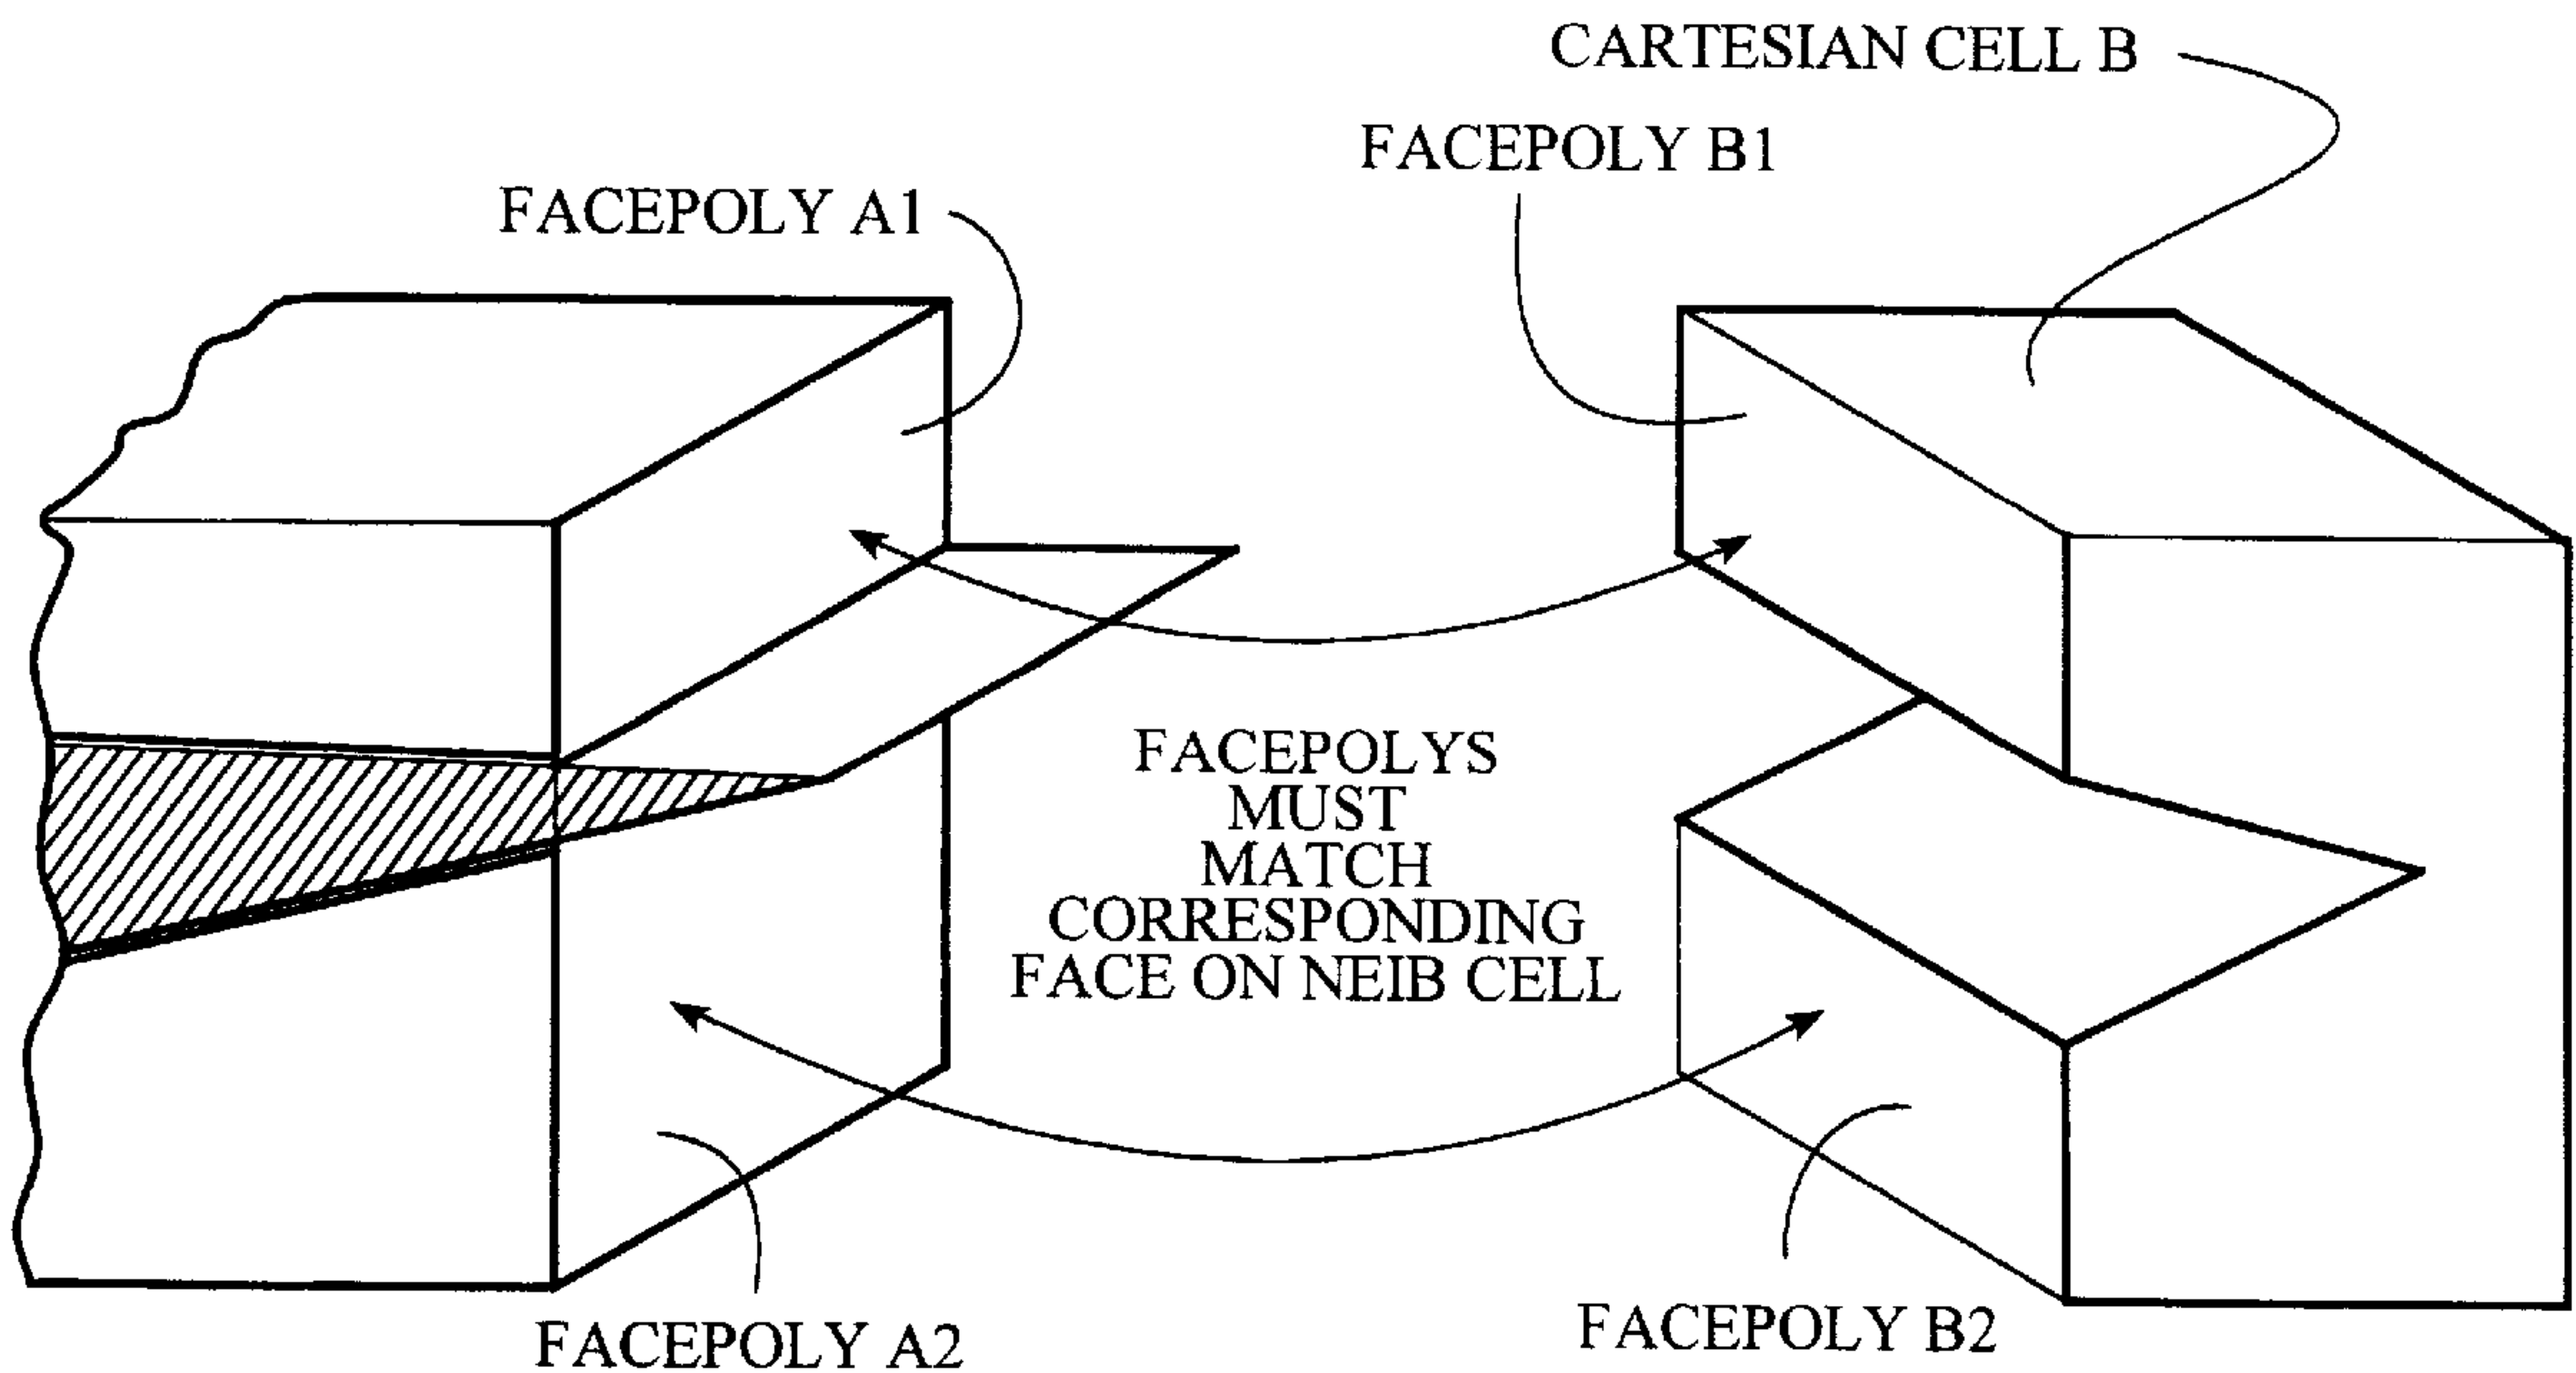 CARTESIAN CELL B
FACEPOLY B1
FACEPOLY A1
FACEPOLYS
MUST
MATCH
CORRESPONDING
FACE ON NEIB CELL
FACEPOLY A2
FACEPOLY B2